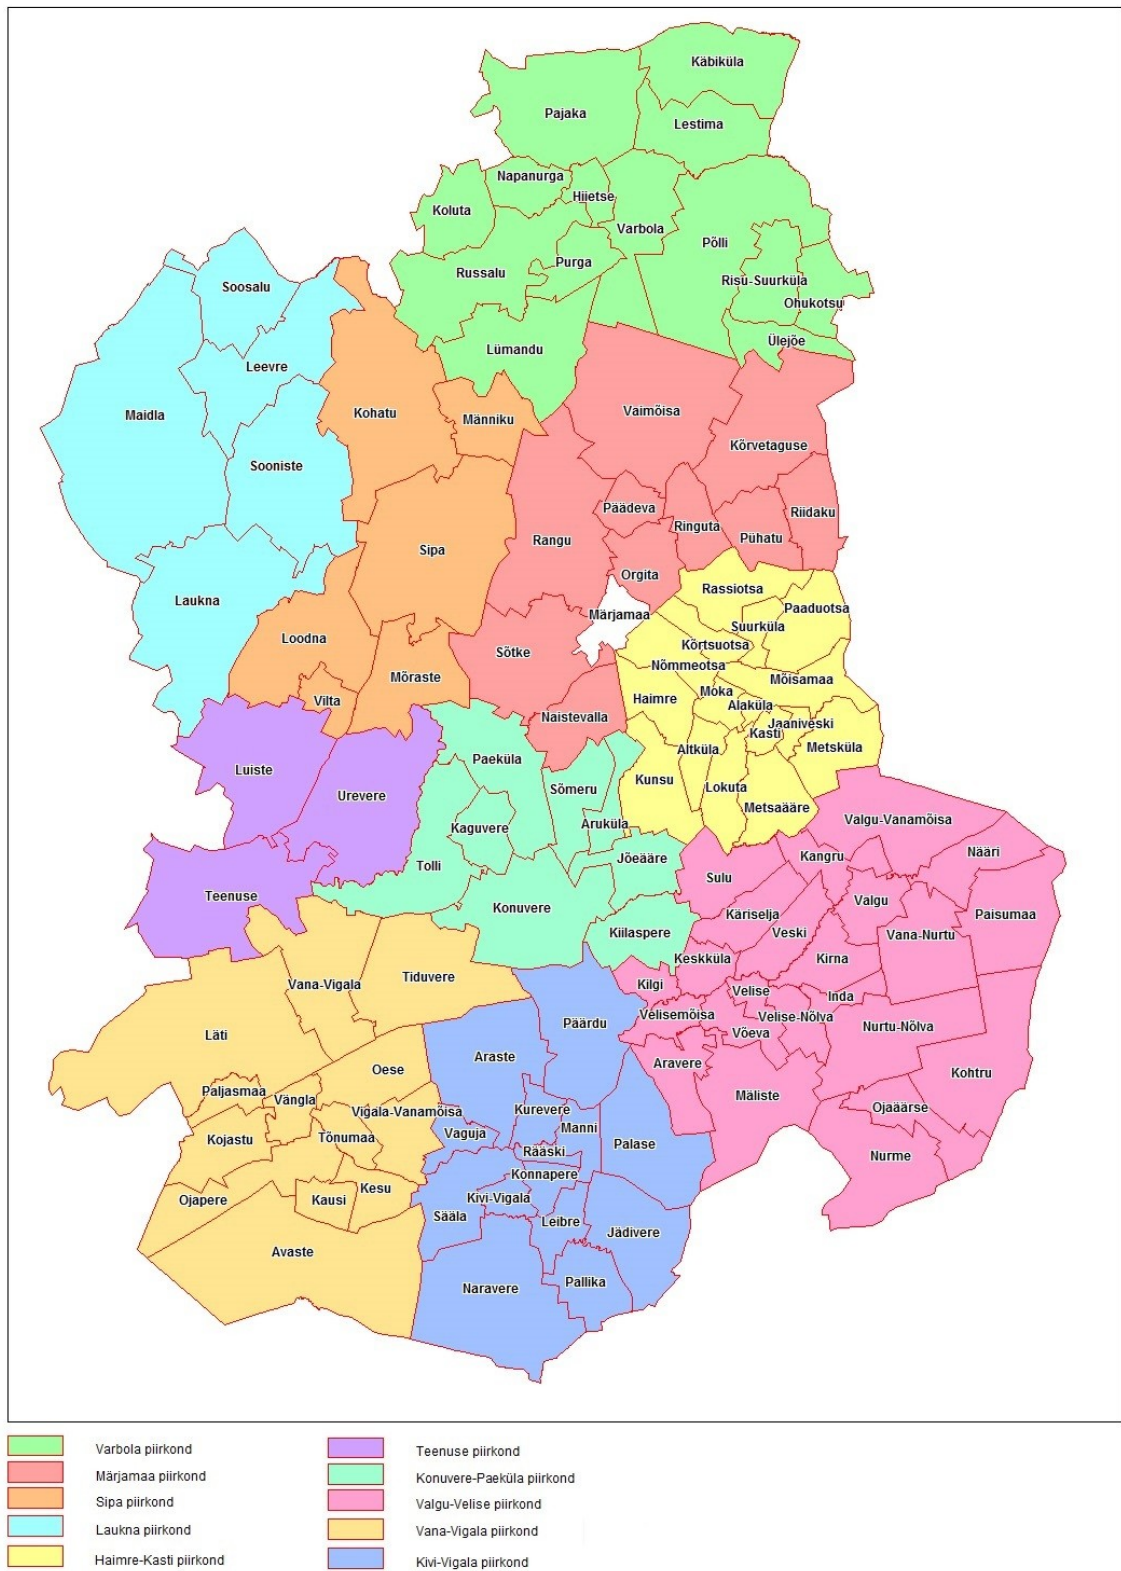 Käbiküla
Pajaka
Lestima
Napanurga
Hiietse
Koluta
Varbola
Põlli
Purga
Russalu
Risu-Suurküla
Soosalu
Ohukotsu
Ülejõe
Lümandu
Leevre
Maidla
Kohatu
Vaimõisa
Männiku
Kõrvetaguse
Sooniste
Päädeva
Riidaku
Ringuta
Pühatu
Rangu
Sipa
Orgita
Rassiotsa
Laukna
Paaduotsa
Märjamaa
Suurküla
Loodna
Kõrtsuotsa
Sõtke
Nõmmeotsa
Mõraste
Mõisamaa
Moka
Haimre
Vilta
Alaküla
Naistevalla
Jaaniveski
Kasti
Metsküla
Altküla
Paeküla
Luiste
Kunsu
Lokuta
Sõmeru
Urevere
Metsaääre
Valgu-Vanamõisa
Aruküla
Kaguvere
Nääri
Kangru
Jõeääre
Tolli
Sulu
Teenuse
Valgu
Konuvere
Käriselja
Paisumaa
Veski
Kiilaspere
Vana-Nurtu
Keskküla
Kirna
Tiduvere
Vana-Vigala
Kilgi
Velise
Inda
Velisemõisa
Velise-Nõlva
Päärdu
Nurtu-Nõlva
Võeva
Läti
Araste
Aravere
Oese
Kohtru
Paljasmaa
Mäliste
Vängla
Ojaäärse
Kurevere
Vigala-Vanamõisa
Manni
Vaguja
Tõnumaa
Kojastu
Palase
Rääski
Nurme
Konnapere
Kesu
Kivi-Vigala
Ojapere
Kausi
Sääla
Leibre
Jädivere
Avaste
Pallika
Naravere
Varbola piirkond
Märjamaa piirkond
Sipa piirkond
Laukna piirkond
Haimre-Kasti piirkond
Teenuse piirkond
Konuvere-Paeküla piirkond
Valgu-Velise piirkond
Vana-Vigala piirkond
Kivi-Vigala piirkond